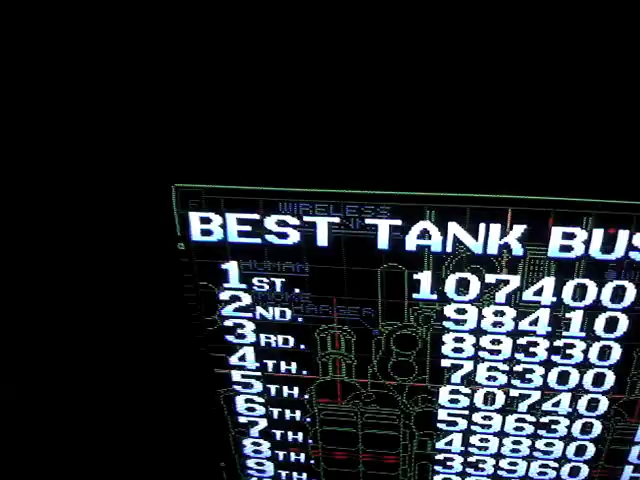 WIRELESS
BEST TANK BUS
HUMAN
1ST. 107400
2ND. 98410
3RD. 89330
4TH. 76300
5TH. 60740
6TH. 59630
7TH. 49890
8TH. 33960
9TH.